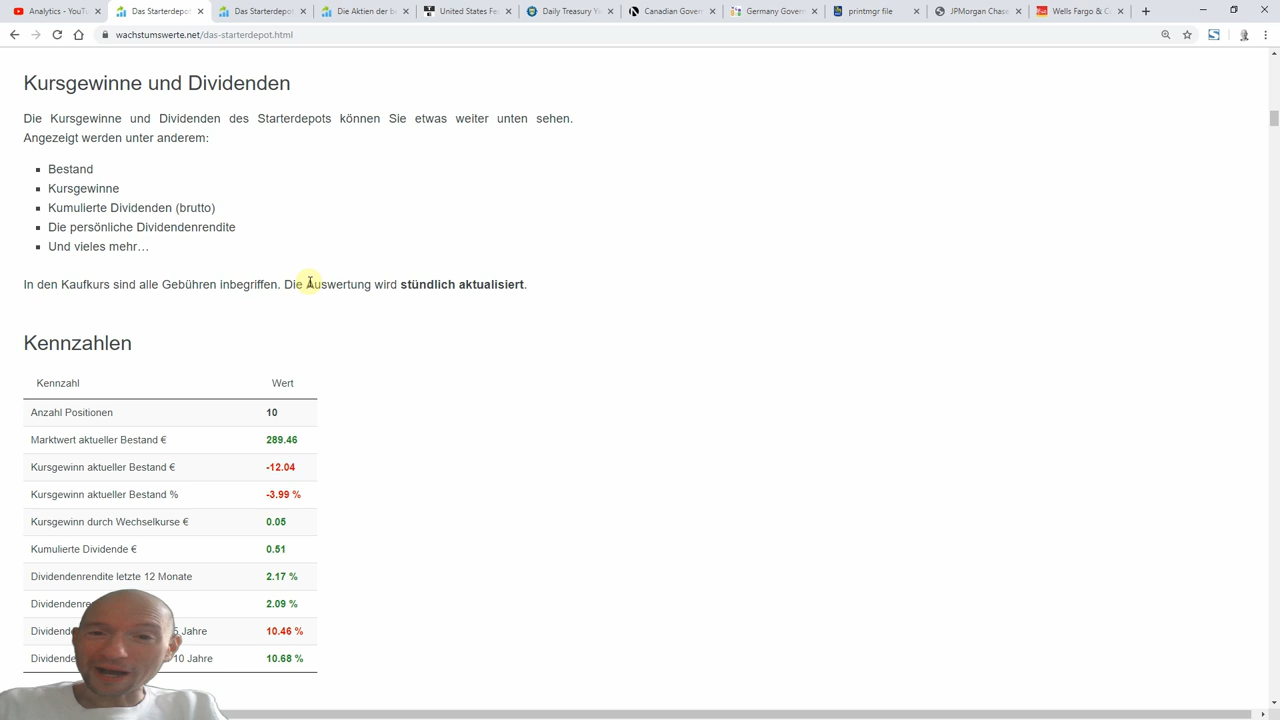 Analytics - YouTu
Das Starterdepot
Das Starterdepot
Die Aktien der b
United States Fe
Daily Treasury Yi
Canadian Gover
Germany Gover
printmgr file
JPMorgan Chase
Wells Fargo & C
wachstumswerte.net/das-starterdepot.html
Kursgewinne und Dividenden
Die Kursgewinne und Dividenden des Starterdepots können Sie etwas weiter unten sehen.
Angezeigt werden unter anderem:
Bestand
Kursgewinne
Kumulierte Dividenden (brutto)
Die persönliche Dividendenrendite
Und vieles mehr…
In den Kaufkurs sind alle Gebühren inbegriffen. Die Auswertung wird stündlich aktualisiert.
Kennzahlen
Kennzahl Wert
Anzahl Positionen 10
Marktwert aktueller Bestand € 289.46
Kursgewinn aktueller Bestand € -12.04
Kursgewinn aktueller Bestand % -3.99 %
Kursgewinn durch Wechselkurse € 0.05
Kumulierte Dividende € 0.51
Dividendenrendite letzte 12 Monate 2.17 %
Dividendenre 2.09 %
Dividende 5 Jahre 10.46 %
Dividende 10 Jahre 10.68 %